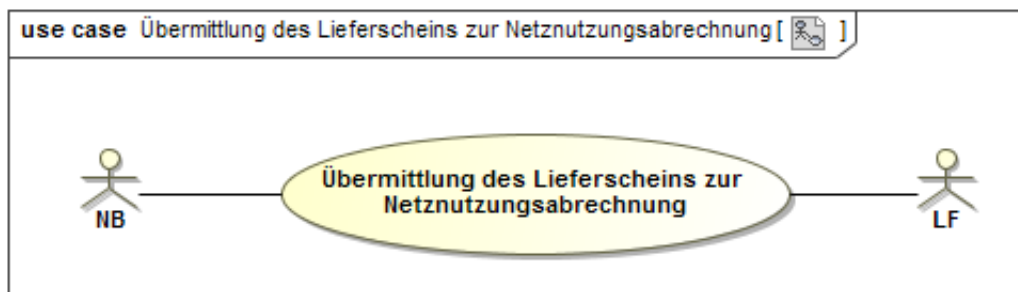 use case Übermittlung des Lieferscheins zur Netznutzungsabrechnung [ ]
Übermittlung des Lieferscheins zur
Netznutzungsabrechnung
NB
LF